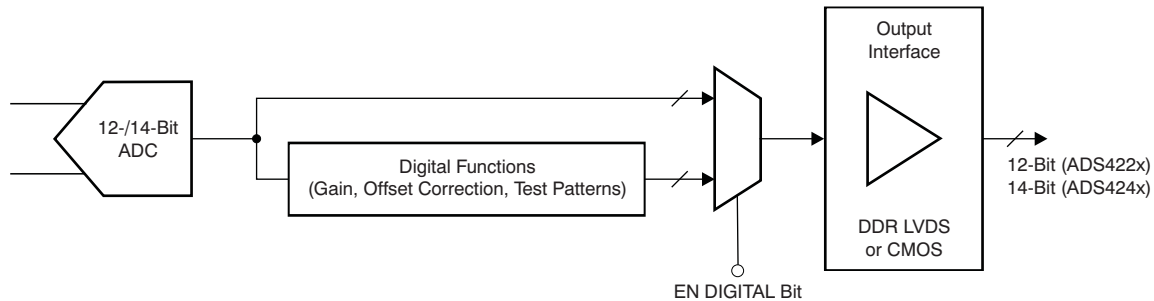 12-/14-Bit
ADC
Digital Functions
(Gain, Offset Correction, Test Patterns)
EN DIGITAL Bit
Output
Interface
DDR LVDS
or CMOS
12-Bit (ADS422x)
14-Bit (ADS424x)